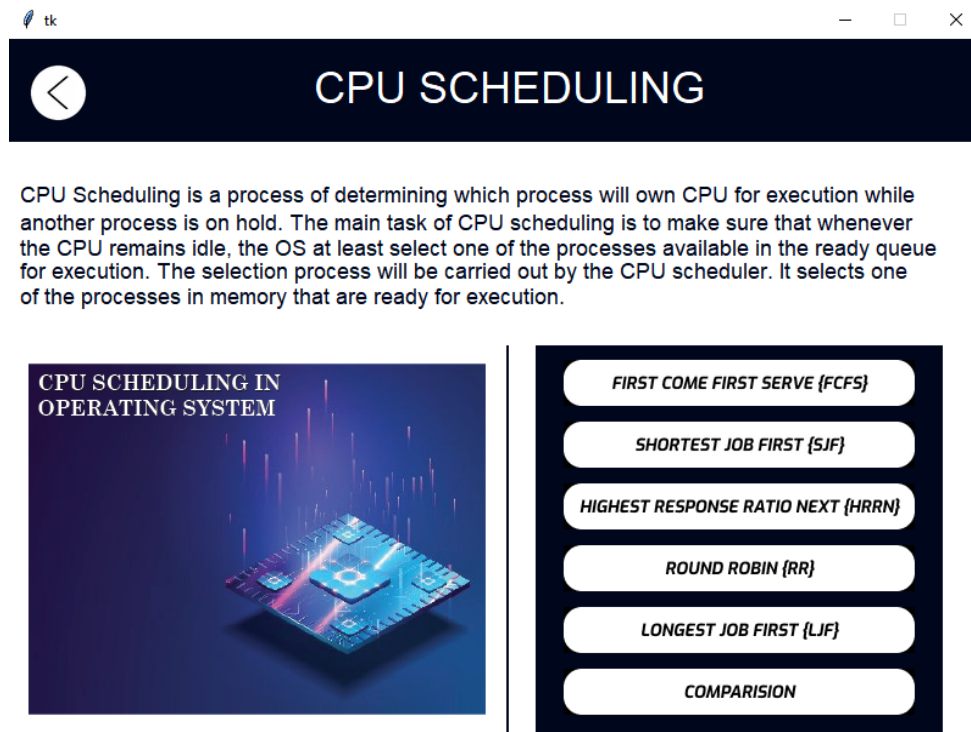 tk
CPU SCHEDULING
CPU Scheduling is a process of determining which process will own CPU for execution while
another process is on hold. The main task of CPU scheduling is to make sure that whenever
the CPU remains idle, the OS at least select one of the processes available in the ready queue
for execution. The selection process will be carried out by the CPU scheduler. It selects one
of the processes in memory that are ready for execution.
CPU SCHEDULING IN
OPERATING SYSTEM
FIRST COME FIRST SERVE {FCFS}
SHORTEST JOB FIRST {SJF}
HIGHEST RESPONSE RATIO NEXT {HRRN}
ROUND ROBIN {RR}
LONGEST JOB FIRST {LJF}
COMPARISION